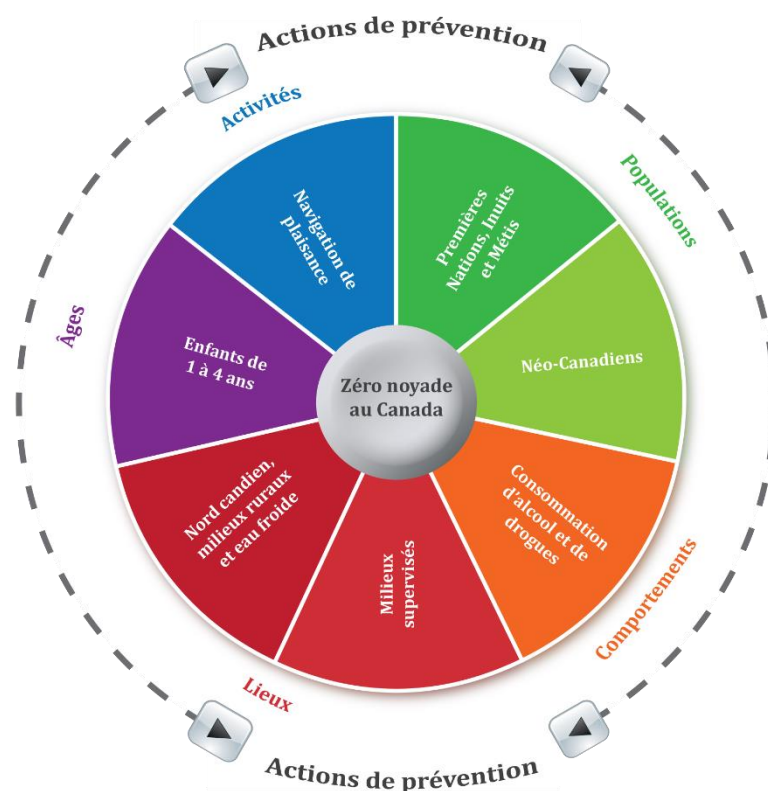 Actions de prévention
Activités
Populations
Âges
Navigation de
plaisance
Premières
Nations, Inuits
et Métis
Enfants de
1 à 4 ans
Zéro noyade
au Canada
Néo-Canadiens
Nord candien,
milieux ruraux
et eau froide
Milieux
supervisés
Consommation
d'alcool et de
drogues
Comportements
Lieux
Actions de prévention